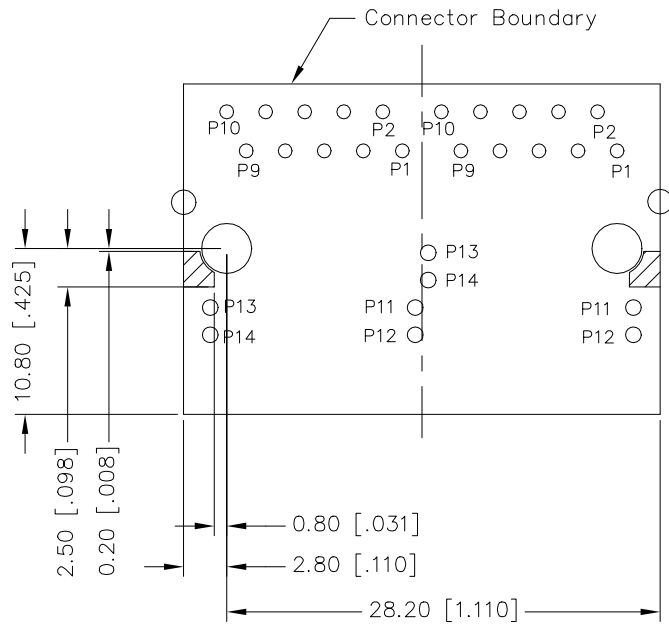 Connector Boundary
P10 P2 P10 P2
P9 P1 P9 P1
P13
P14
P13 P11 P11
P14 P12 P12
10.80 [.425]
2.50 [.098]
0.20 [.008]
0.80 [.031]
2.80 [.110]
28.20 [1.110]